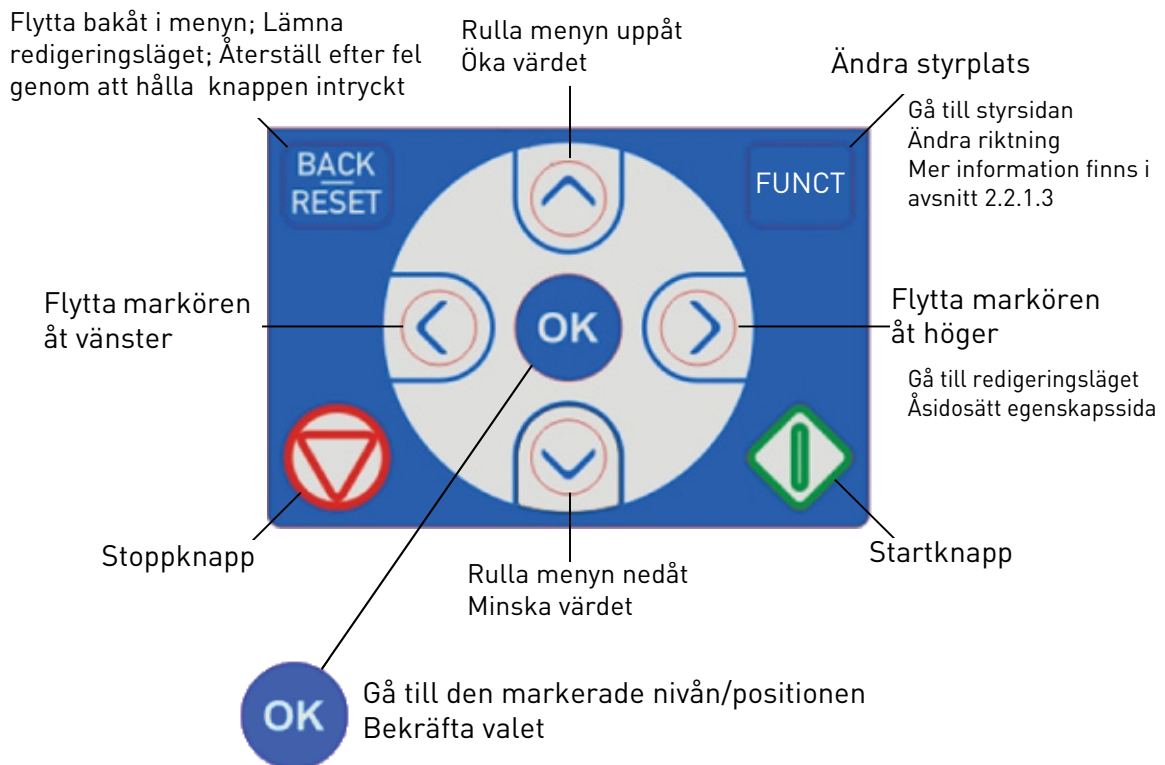 Flytta bakåt i menyn; Lämna
redigeringsläget; Återställ efter fel
genom att hålla knappen intryckt
Rulla menyn uppåt
Öka värdet
Ändra styrplats
Gå till styrsidan
Ändra riktning
Mer information finns i
avsnitt 2.2.1.3
BACK
RESET
FUNCT
Flytta markören
åt vänster
OK
Flytta markören
åt höger
Gå till redigeringsläget
Åsidosätt egenskapssida
Stoppknapp
Startknapp
Rulla menyn nedåt
Minska värdet
OK
Gå till den markerade nivån/positionen
Bekräfta valet